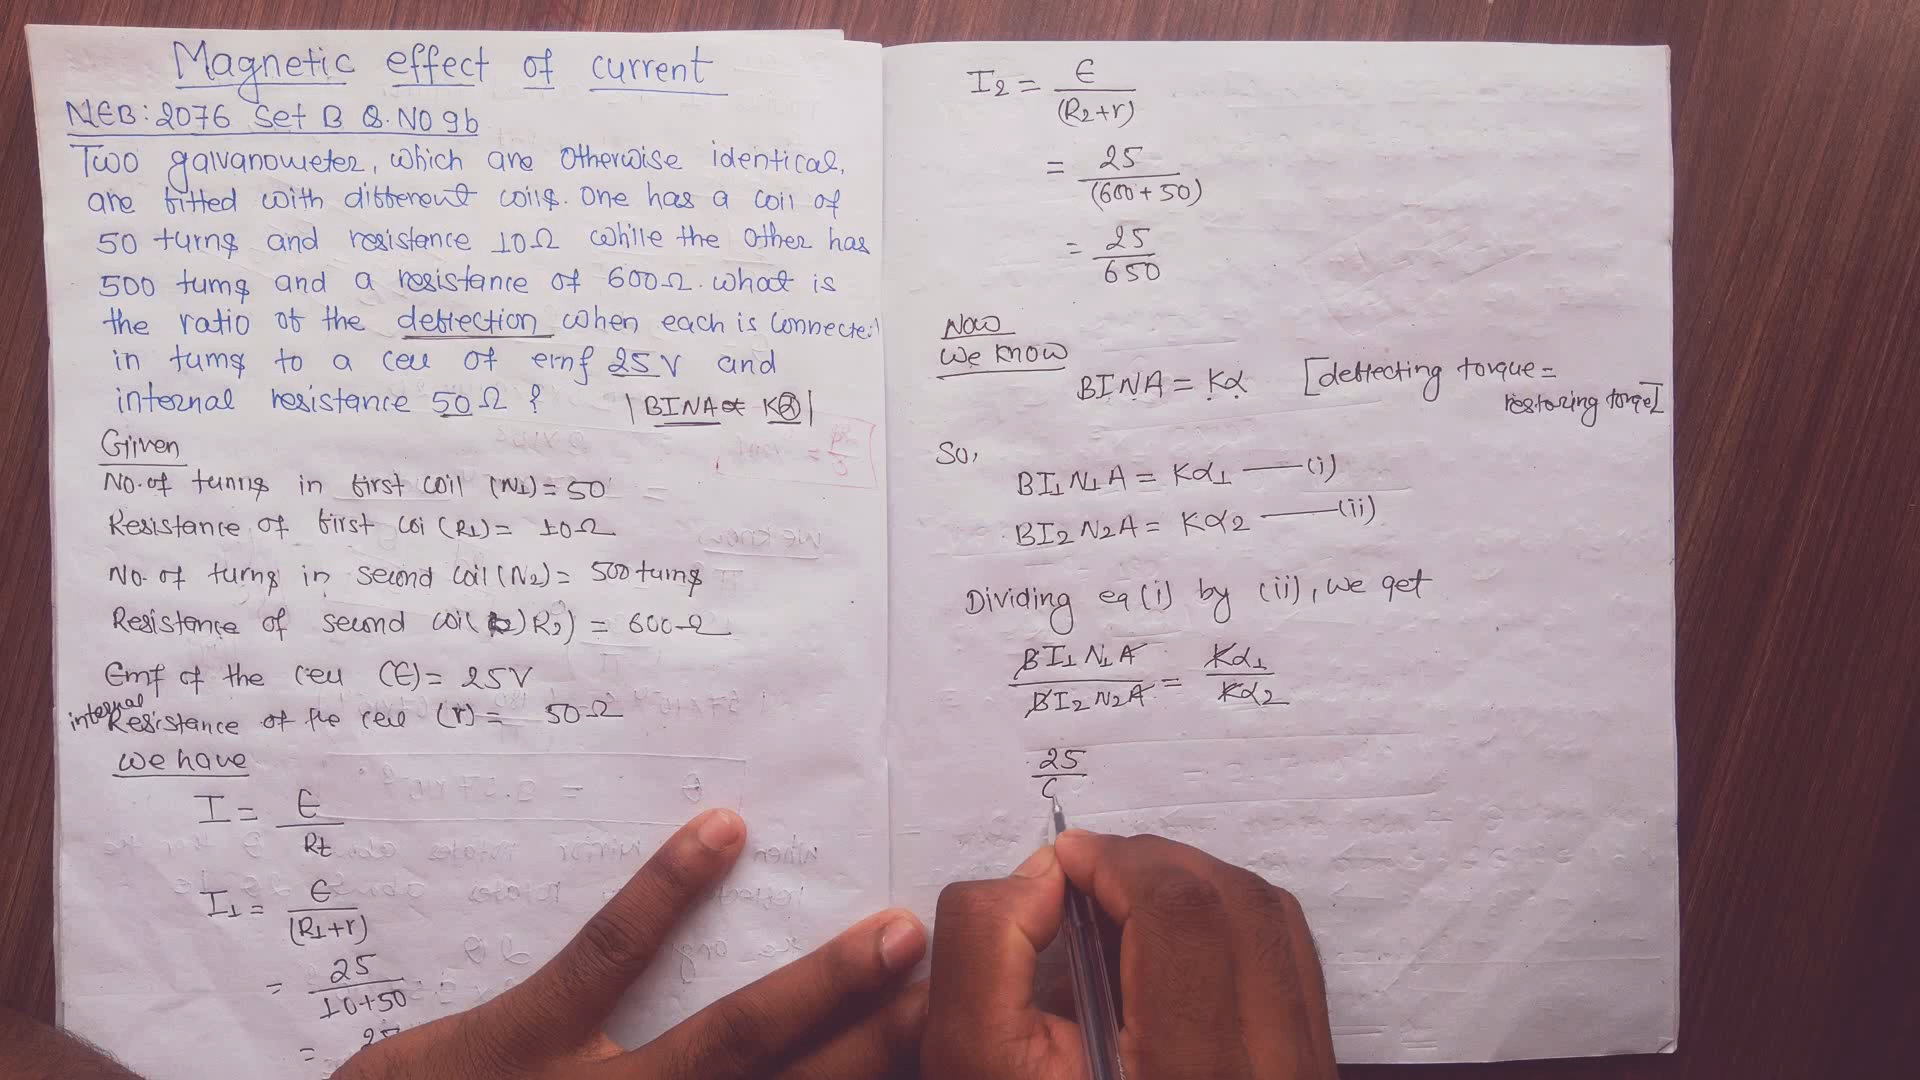 Magnetic effect of current
NEB: 2076 Set B Q. NO 9b
Two galvanometer, which are otherwise identical,
are fitted with different coils. One has a coil of
50 turns and resistance 10Ω while the other has
500 turns and a resistance of 600Ω. what is
the ratio of the deflection when each is connected
in turns to a cell of emf 25 V and
internal resistance 50Ω ? | BINA ∝ Kα |
Given
No. of turns in first coil (N1) = 50
Resistance of first coi (R1) = 10Ω
No. of turns in second coil (N2) = 500 turns
Resistance of second coil( R2) = 600Ω
Emf of the cell (E) = 25V
internal
Resistance of the cell (r) = 50Ω
we have
I = E
Rt
I1 = E
(R1+r)
= 25
10+50
= 25
I2 = E
(R2+r)
= 25
(600+50)
= 25
650
Now
we know
BINA = Kα [deflecting torque =
restoring torque]
So,
BI1N1A = Kα1 —— (i)
BI2N2A = Kα2 —— (ii)
Dividing eq (i) by (ii), we get
BI1N1A = Kα1
BI2N2A Kα2
25